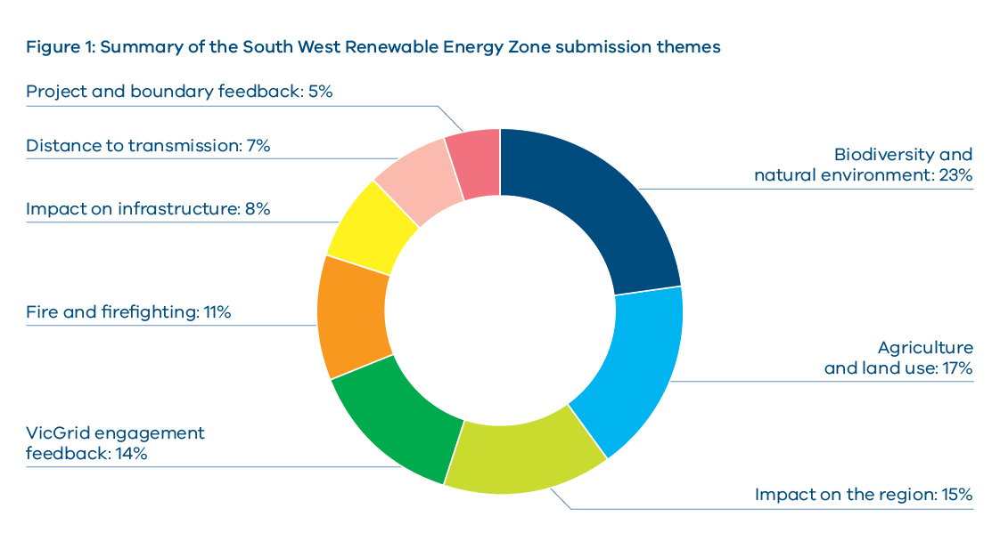 Figure 1: Summary of the South West Renewable Energy Zone submission themes
Project and boundary feedback: 5%
Distance to transmission: 7%
Impact on infrastructure: 8%
Fire and firefighting: 11%
VicGrid engagement
feedback: 14%
Biodiversity and
natural environment: 23%
Agriculture
and land use: 17%
Impact on the region: 15%